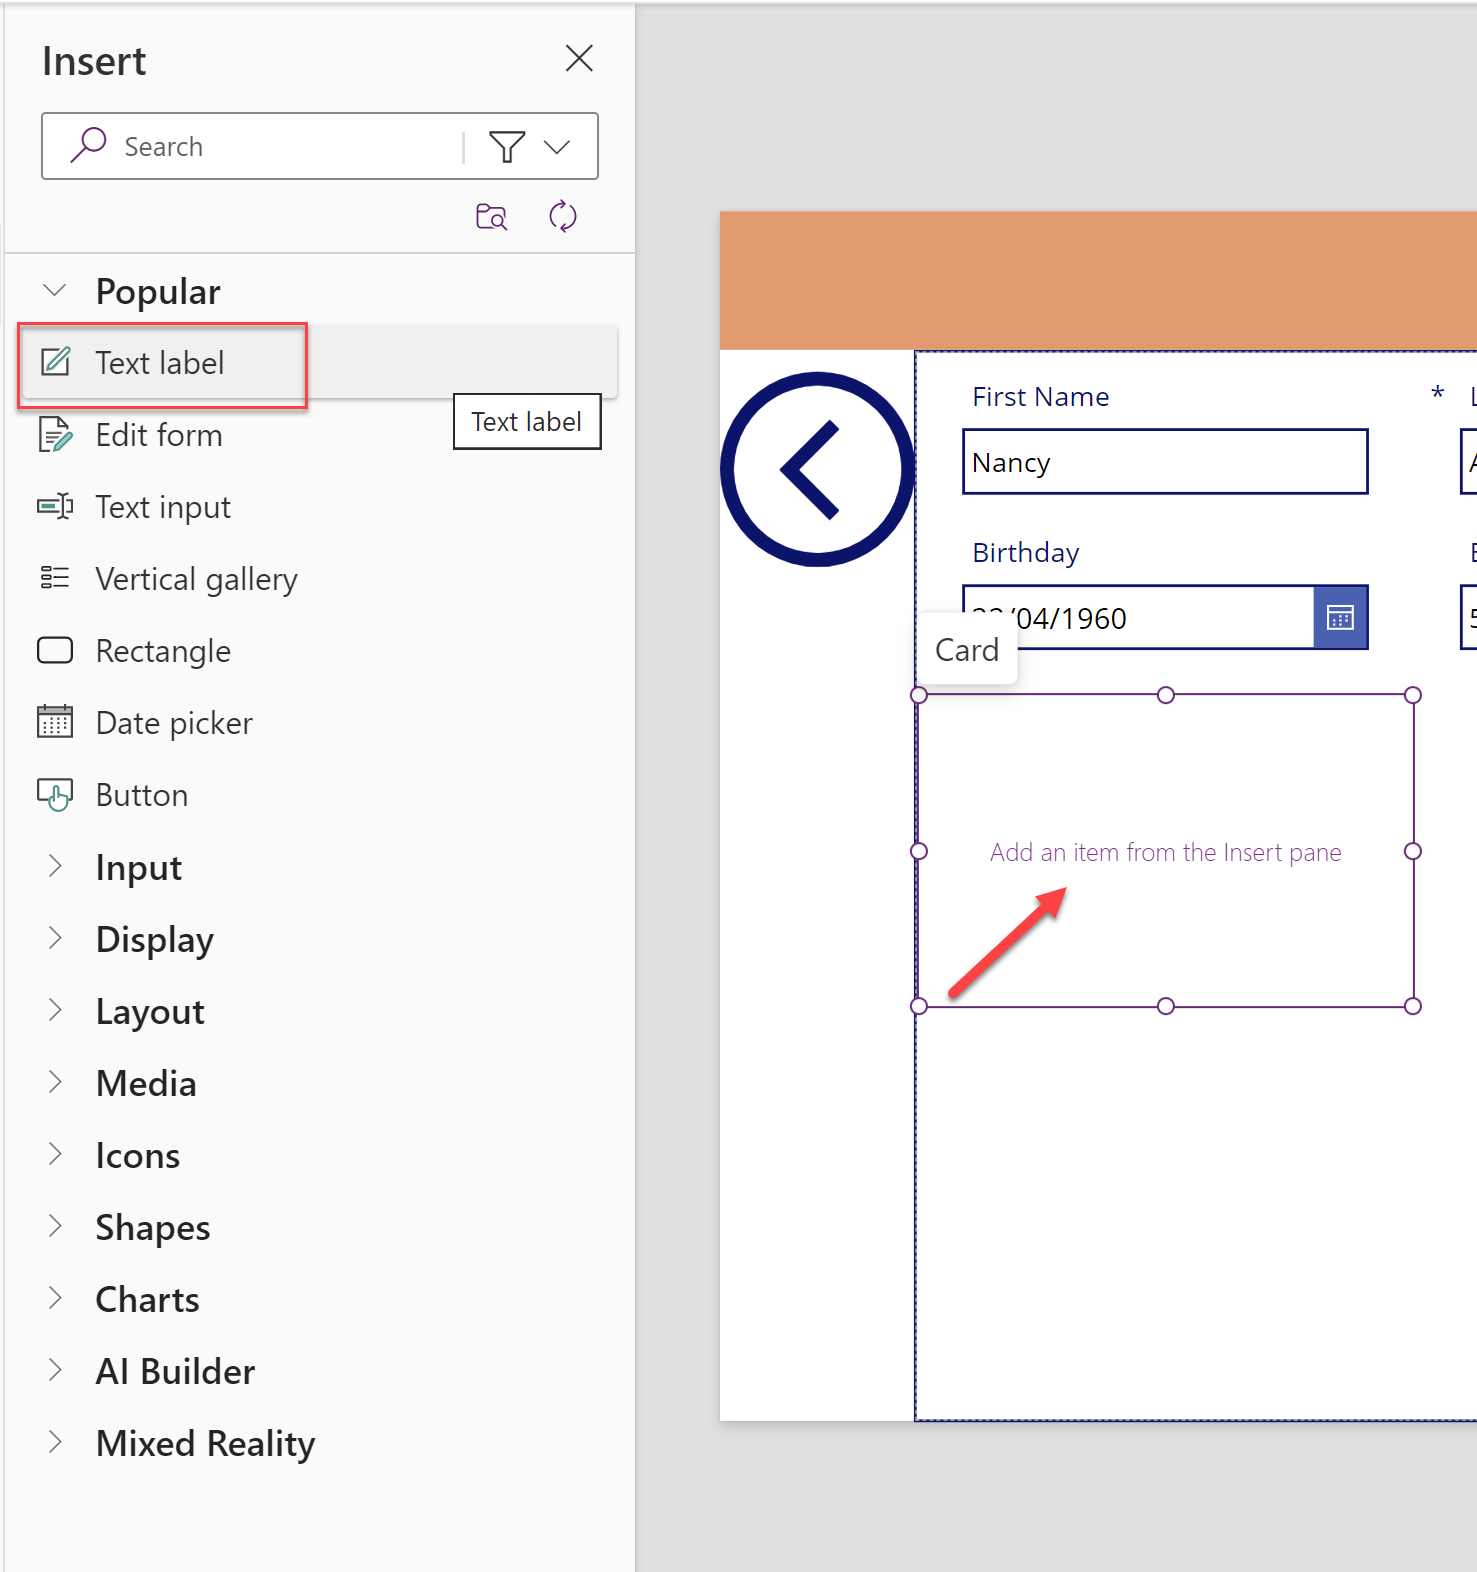 Insert
Search
Popular
Text label
Text label
Edit form
Text input
Vertical gallery
Rectangle
Date picker
Button
Input
Display
Layout
Media
Icons
Shapes
Charts
AI Builder
Mixed Reality
First Name
*
Nancy
Birthday
/04/1960
Card
Add an item from the Insert pane